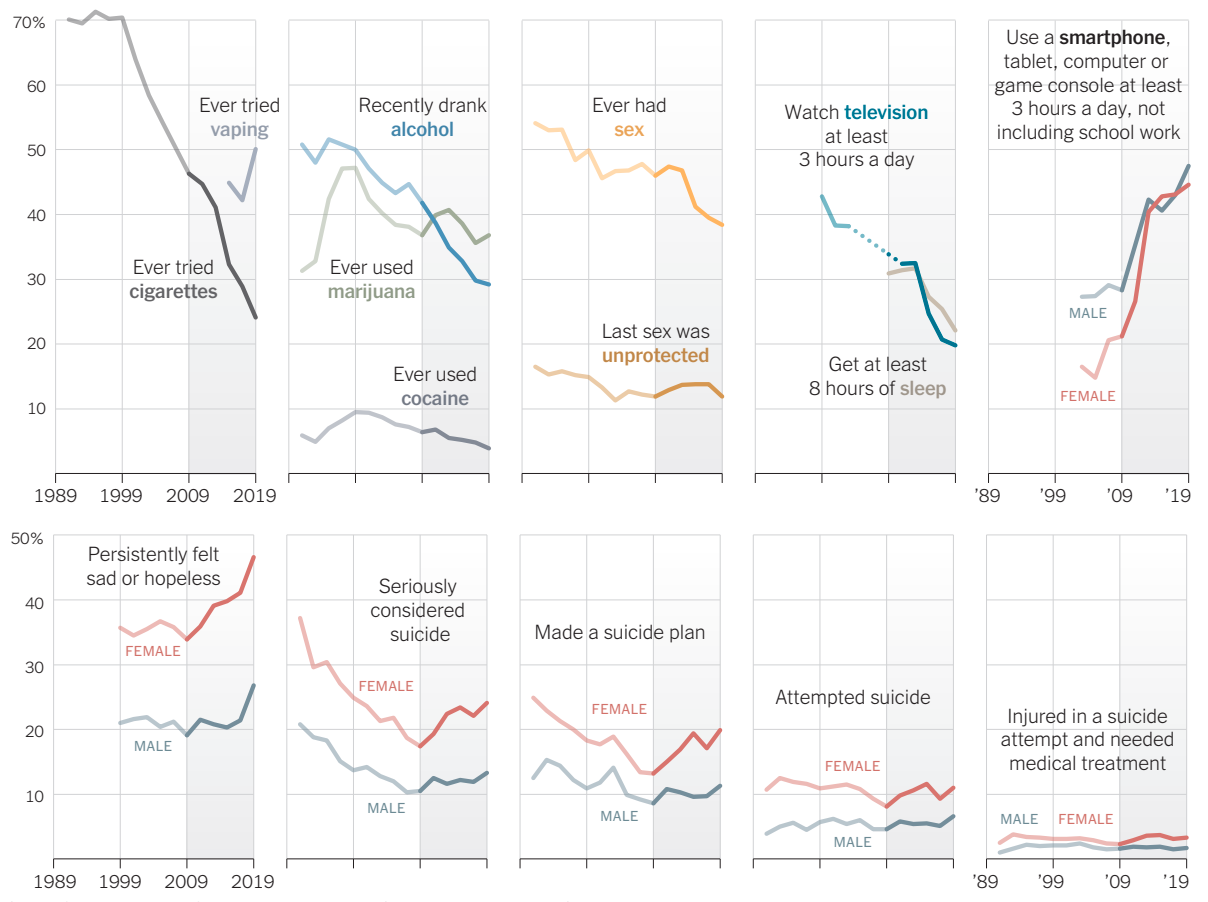 70%
60
50
40
30
20
10
Ever tried
vaping
Ever tried
cigarettes
1989
1999
2009
2019
Recently drank
alcohol
Ever used
marijuana
Ever used
cocaine
Ever had
sex
Last sex was
unprotected
Watch television
at least
3 hours a day
Get at least
8 hours of sleep
Use a smartphone,
tablet, computer or
game console at least
3 hours a day, not
including school work
MALE
FEMALE
’89
’99
’09
’19
50%
40
30
20
10
Persistently felt
sad or hopeless
FEMALE
MALE
1989
1999
2009
2019
Seriously
considered
suicide
FEMALE
MALE
Made a suicide plan
FEMALE
MALE
Attempted suicide
FEMALE
MALE
Injured in a suicide
attempt and needed
medical treatment
MALE
FEMALE
’89
’99
’09
’19